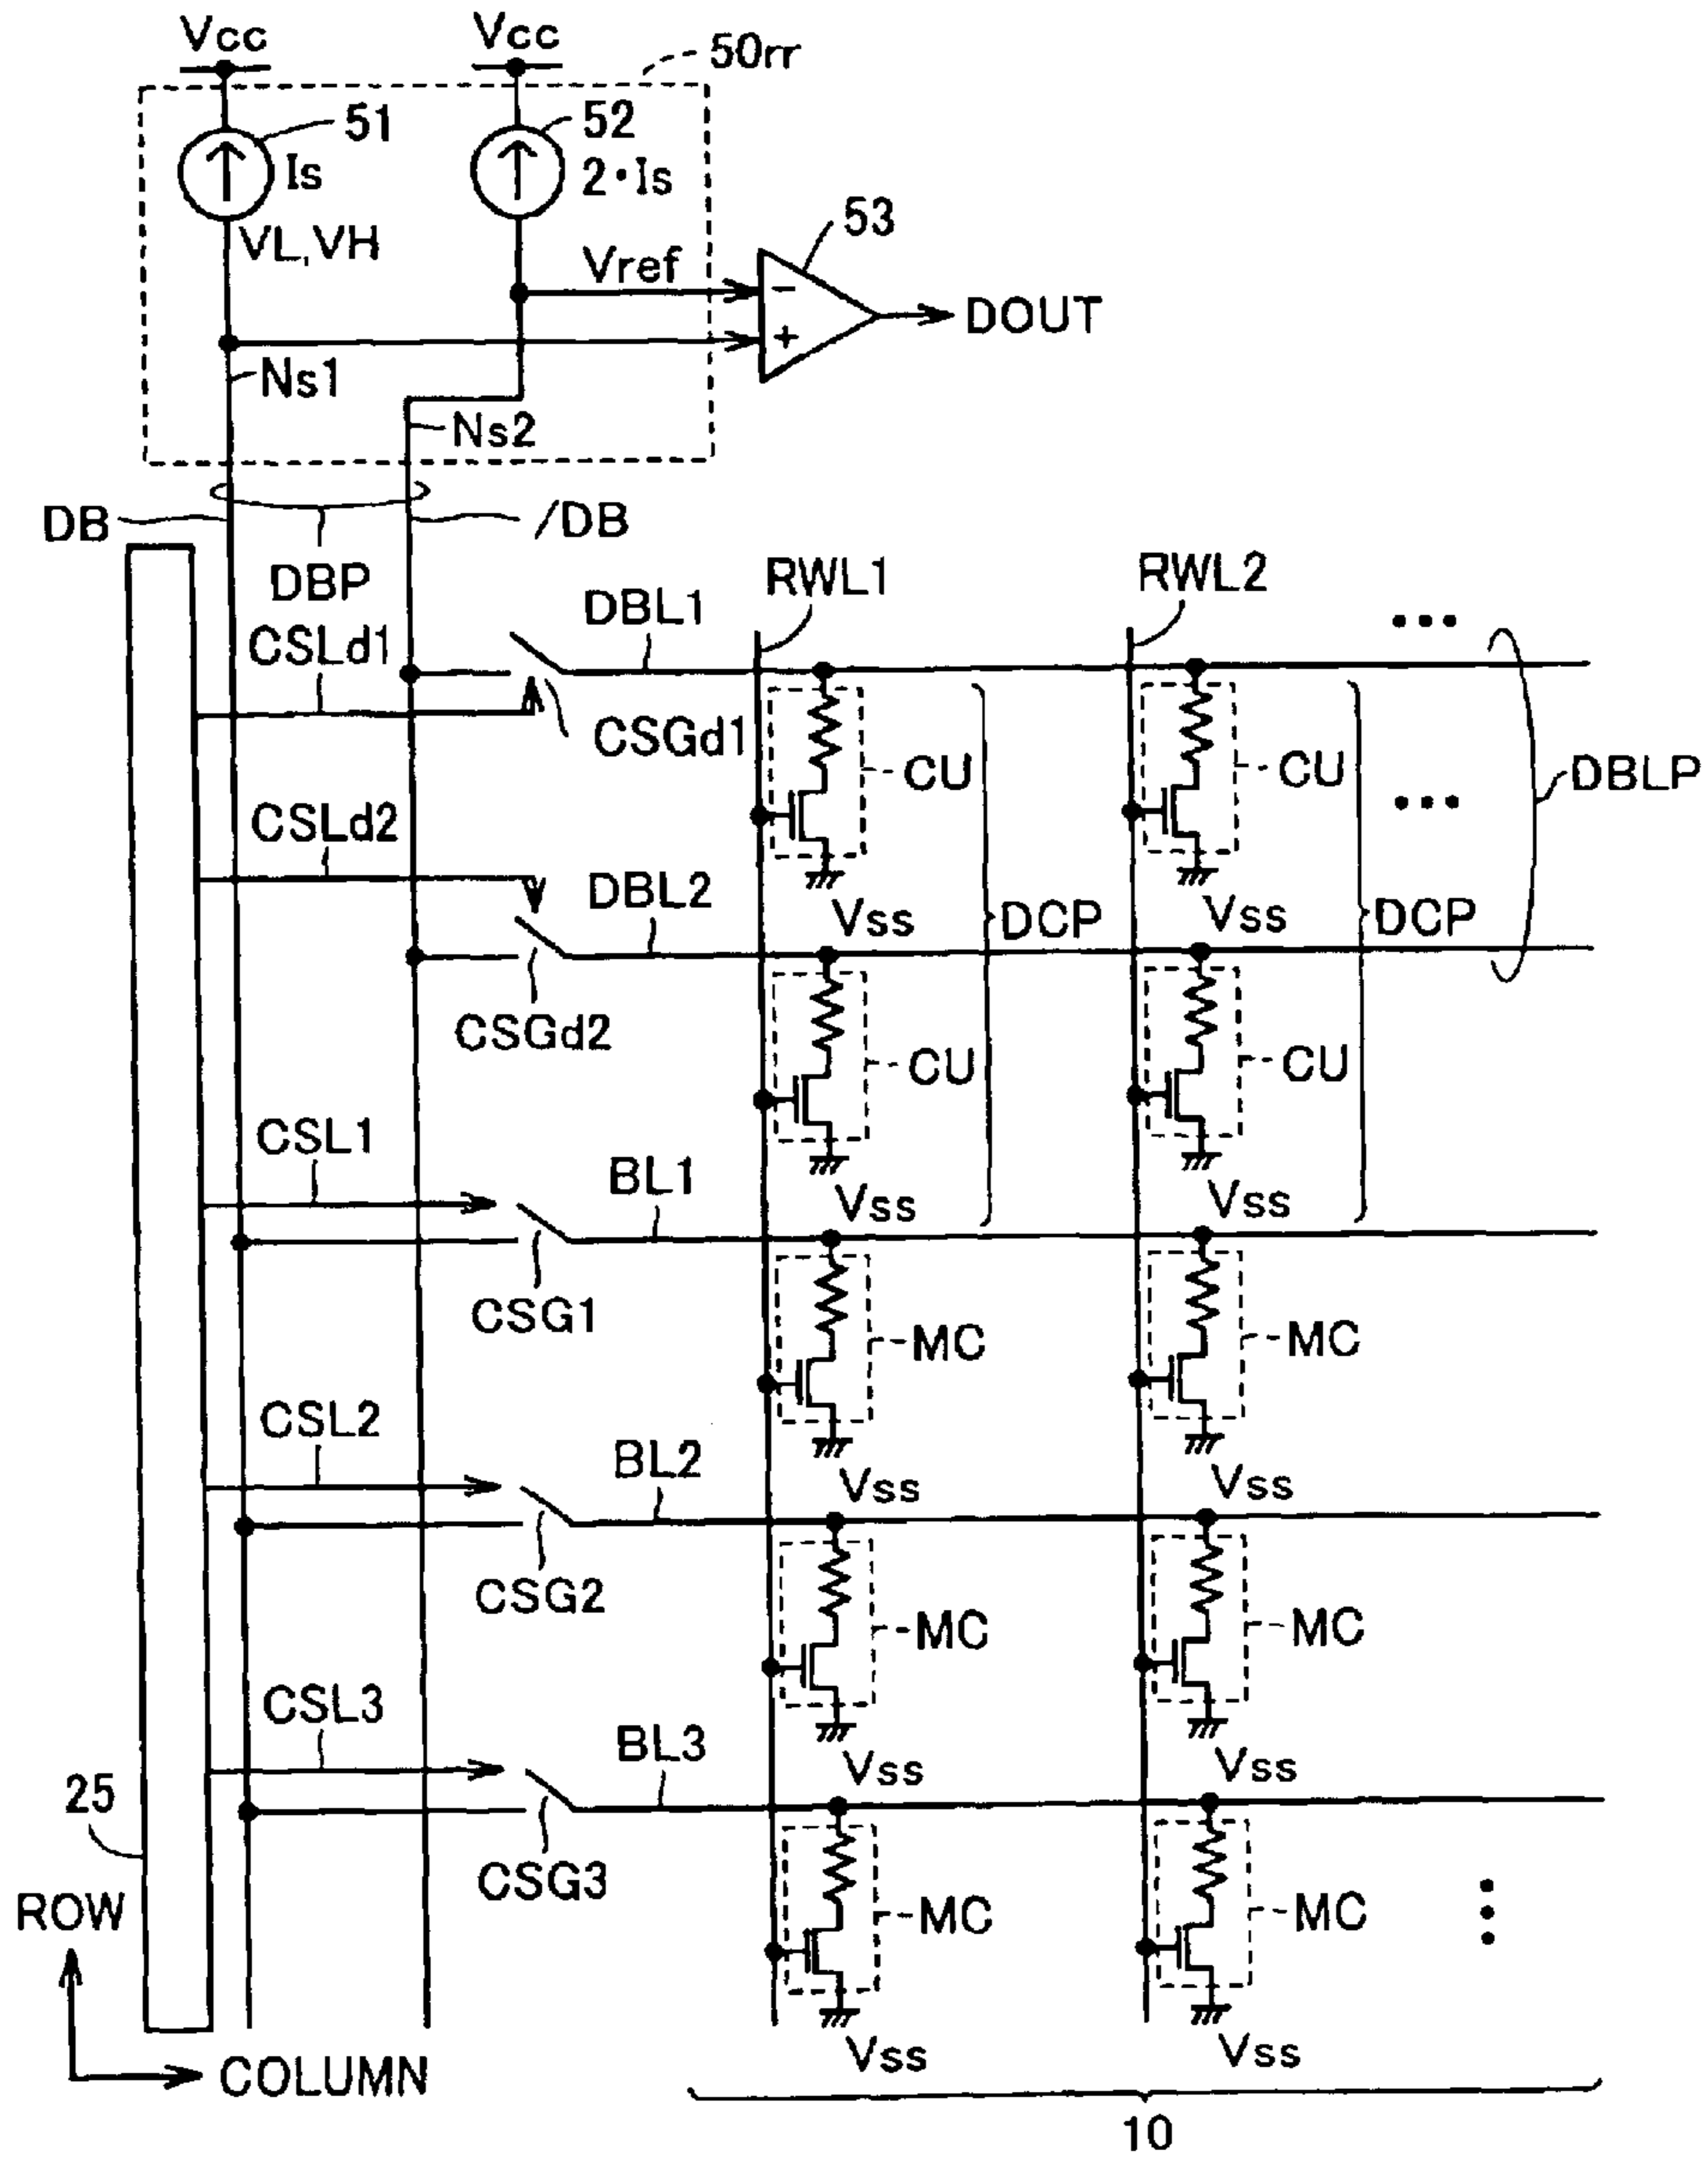 Vcc
Vcc
50rr
51
52
Is
2·Is
53
VL,VH
Vref
−
+
DOUT
Ns1
Ns2
DB
/DB
DBP
RWL1
RWL2
...
DBL1
CSLd1
CSGd1
CU
CU
DBLP
...
CSLd2
DBL2
Vss
Vss
DCP
DCP
CSGd2
CU
CU
CSL1
BL1
Vss
Vss
CSG1
MC
MC
CSL2
BL2
Vss
Vss
CSG2
MC
MC
CSL3
BL3
Vss
Vss
25
CSG3
ROW
MC
MC
COLUMN
Vss
Vss
10